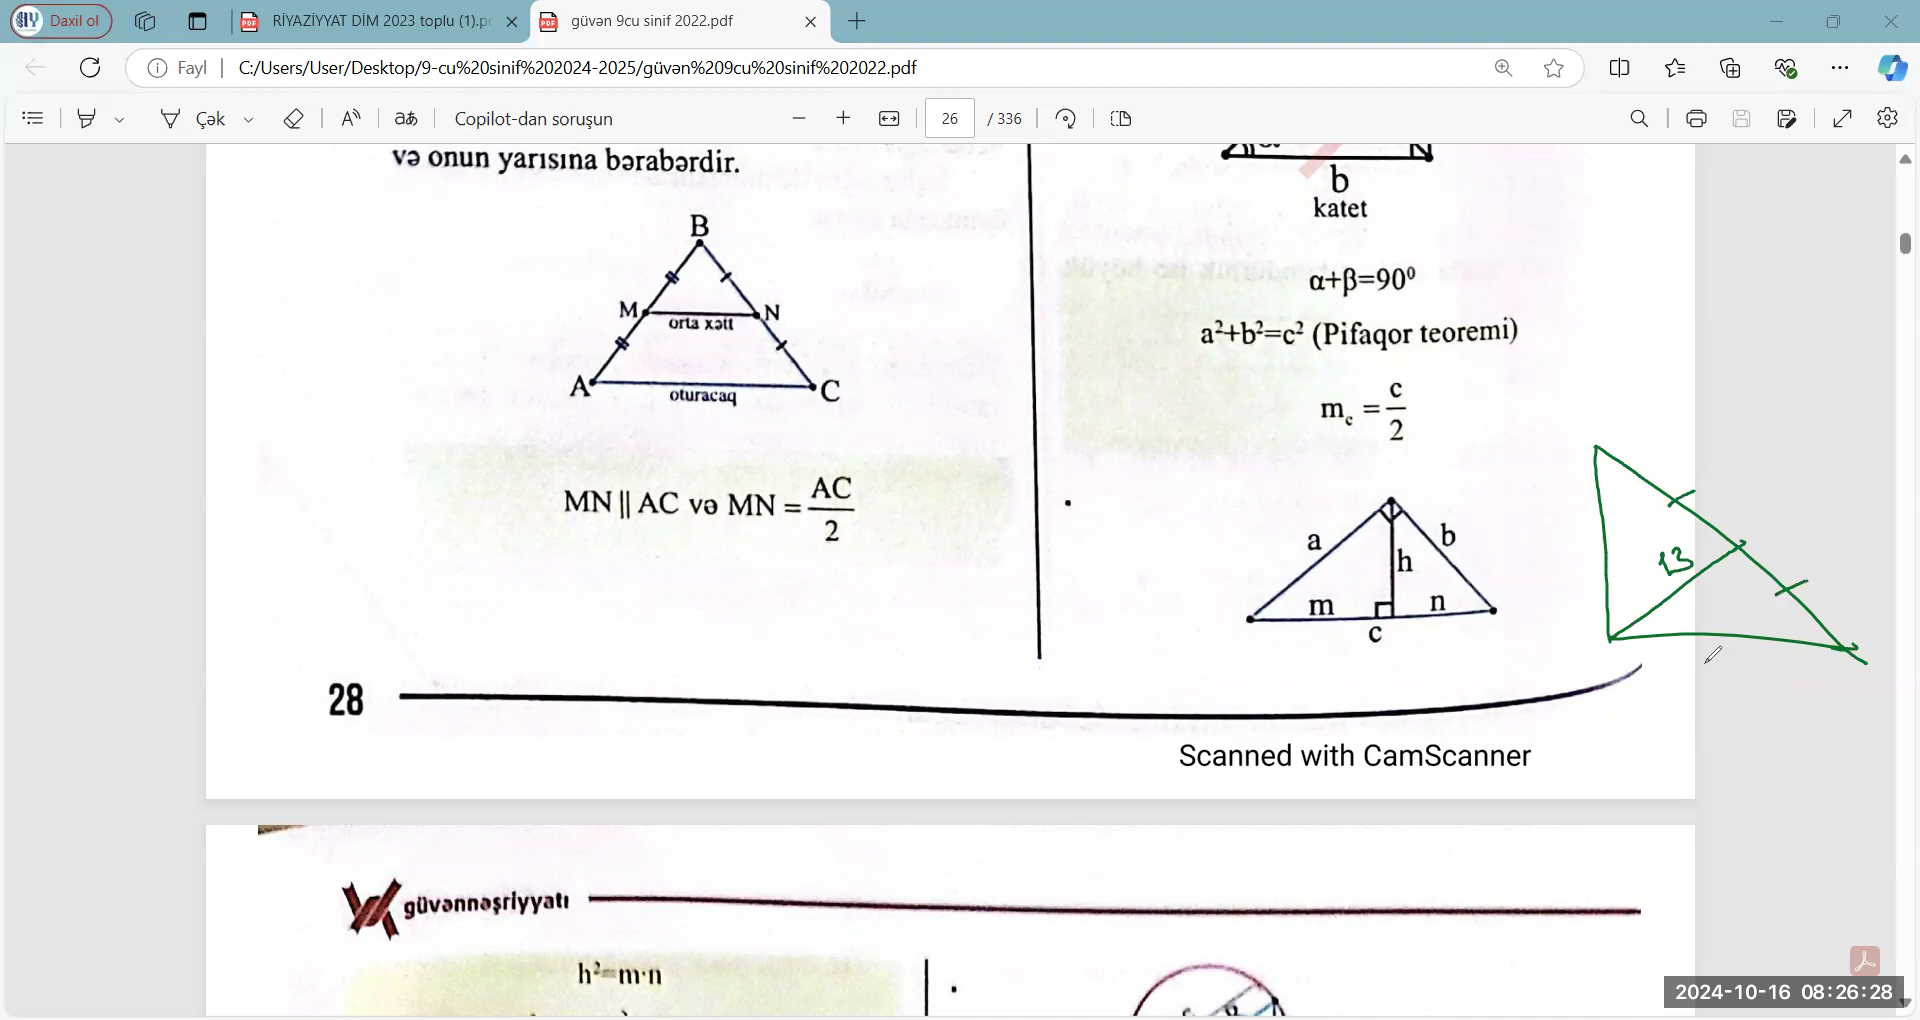 Daxil ol
RİYAZİYYAT DİM 2023 toplu (1).p
güvən 9cu sinif 2022.pdf
Fayl
C:/Users/User/Desktop/9-cu%20sinif%202024-2025/güvən%209cu%20sinif%202022.pdf
Çək
aあ
Copilot-dan soruşun
26 / 336
və onun yarısına bərabərdir.
B
M
N
orta xətt
A
C
oturacaq
MN || AC və MN = AC/2
b
katet
α+β=90⁰
a²+b²=c² (Pifaqor teoremi)
m_c = c/2
a
b
h
m
n
c
13
28
Scanned with CamScanner
güvənnəşriyyatı
h²=m·n
2024-10-16 08:26:28